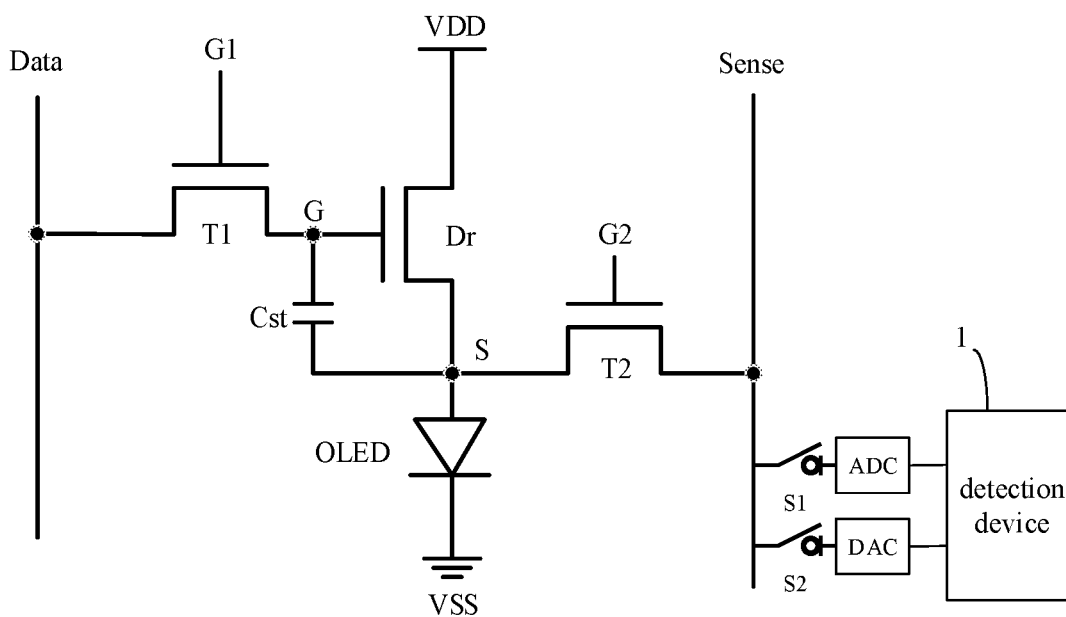 VDD
G1
Data
Sense
G
T1
Dr
G2
Cst
S
T2
1
OLED
ADC
S1
detection
device
DAC
S2
VSS